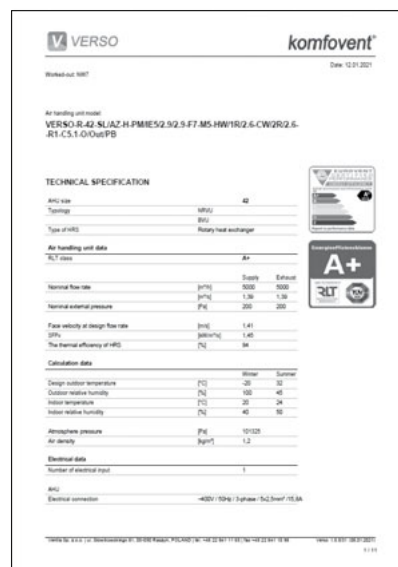 VERSO
komfovent
Date: 12.01.2021
Worked-out: NWT
Air handling unit model
VERSO-R-42-SL/AZ-H-PM/IE5/2.9/2.9-F7-M5-HW/1R/2.6-CW/2R/2.6-
-R1-C5.1-O/Out/PB
TECHNICAL SPECIFICATION
AHU size 42
Typology NRVU
BVU
Type of HRS Rotary heat exchanger
Air handling unit data
RLT class A+
Supply Exhaust
Nominal flow rate [m³/h] 5000 5000
[m³/s] 1,39 1,39
Nominal external pressure [Pa] 200 200
Face velocity at design flow rate [m/s] 1,41
SFPv [kW/m³/s] 1,45
The thermal efficiency of HRS [%] 84
Calculation data
Winter Summer
Design outdoor temperature [°C] -20 32
Outdoor relative humidity [%] 100 45
Indoor temperature [°C] 20 24
Indoor relative humidity [%] 40 50
Atmosphere pressure [Pa] 101325
Air density [kg/m³] 1,2
Electrical data
Number of electrical input 1
AHU
Electrical connection ~400V / 50Hz / 3-phase / 5x2,5mm² /15,8A
Energieeffizienzklasse
A+
RLT
TÜV
1 / 11